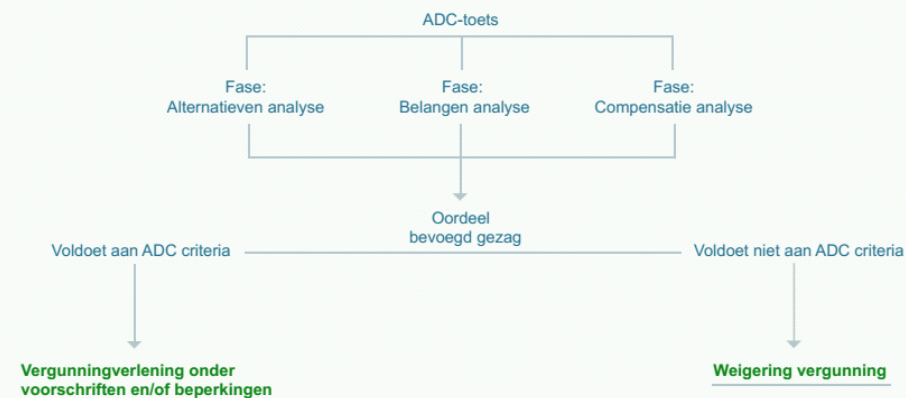 ADC-toets
Fase:
Alternatieven analyse
Fase:
Belangen analyse
Fase:
Compensatie analyse
Oordeel
bevoegd gezag
Voldoet aan ADC criteria
Voldoet niet aan ADC criteria
Vergunningverlening onder
voorschriften en/of beperkingen
Weigering vergunning